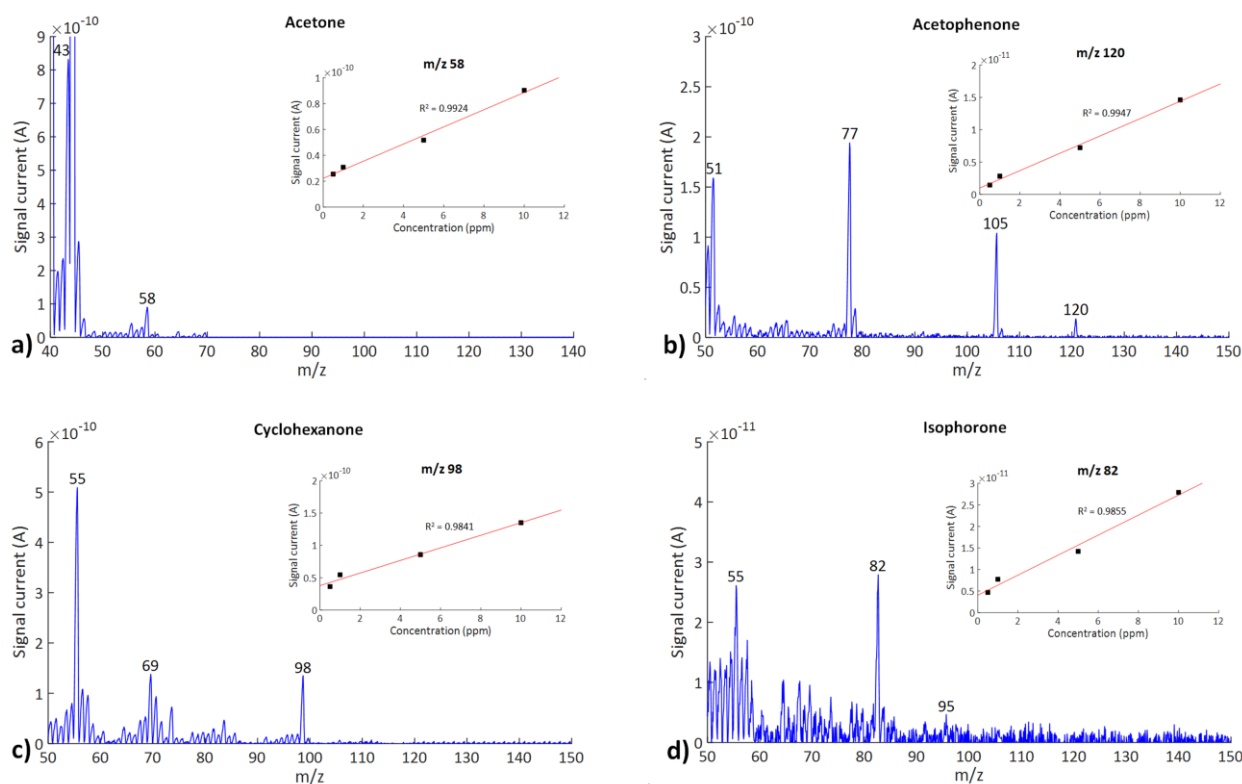 Acetone
×10⁻¹⁰
9
8
7
6
5
4
3
2
1
0
Signal current (A)
43
58
40 50 60 70 80 90 100 110 120 130 140
m/z
a)
m/z 58
×10⁻¹⁰
1
0.8
0.6
0.4
0.2
0
Signal current (A)
R² = 0.9924
0 2 4 6 8 10 12
Concentration (ppm)
Acetophenone
×10⁻¹⁰
3
2.5
2
1.5
1
0.5
0
Signal current (A)
51
77
105
120
50 60 70 80 90 100 110 120 130 140 150
m/z
b)
m/z 120
×10⁻¹¹
2
1.5
1
0.5
0
Signal current (A)
R² = 0.9947
0 2 4 6 8 10 12
Concentration (ppm)
Cyclohexanone
×10⁻¹⁰
6
5
4
3
2
1
0
Signal current (A)
55
69
98
50 60 70 80 90 100 110 120 130 140 150
m/z
c)
m/z 98
×10⁻¹⁰
2
1.5
1
0.5
0
Signal current (A)
R² = 0.9841
0 2 4 6 8 10 12
Concentration (ppm)
Isophorone
×10⁻¹¹
5
4
3
2
1
0
Signal current (A)
55
82
95
50 60 70 80 90 100 110 120 130 140 150
m/z
d)
m/z 82
×10⁻¹¹
3
2.5
1.5
0.5
0
Signal current (A)
R² = 0.9855
0 2 4 6 8 10 12
Concentration (ppm)